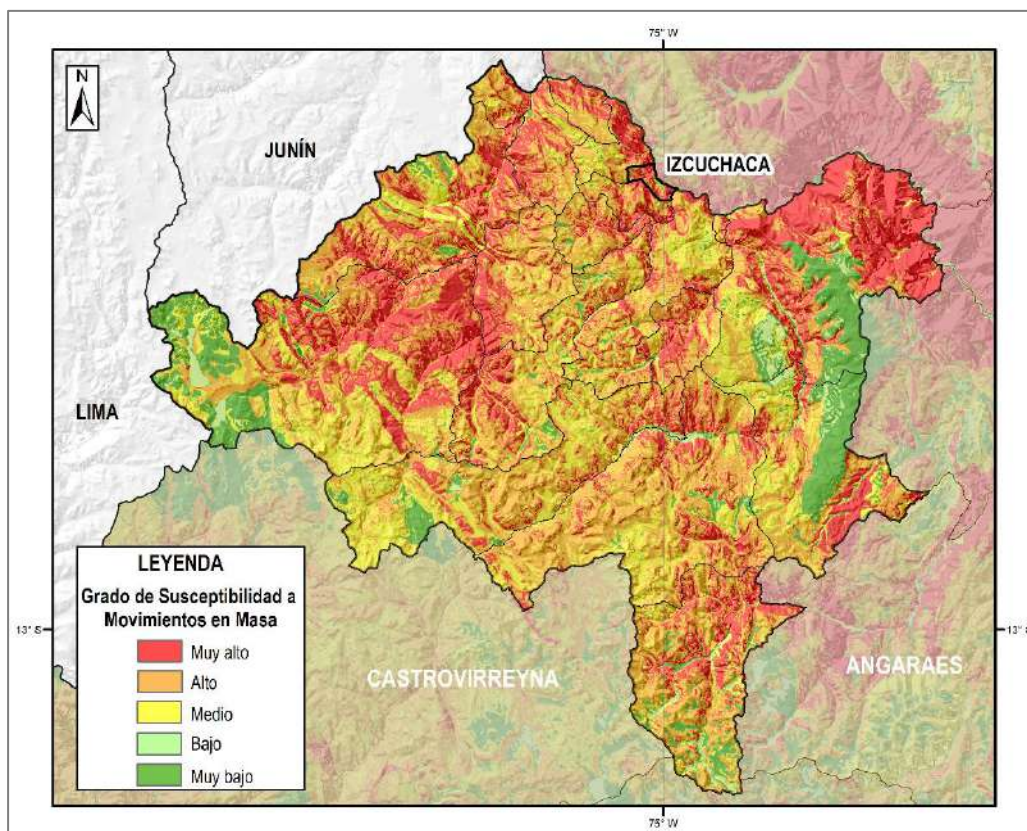 75° W
N
JUNÍN
IZCUCHACA
LIMA
LEYENDA
Grado de Susceptibilidad a
Movimientos en Masa
Muy alto
Alto
Medio
Bajo
Muy bajo
13° S
13° S
CASTROVIRREYNA
ANGARAES
75° W